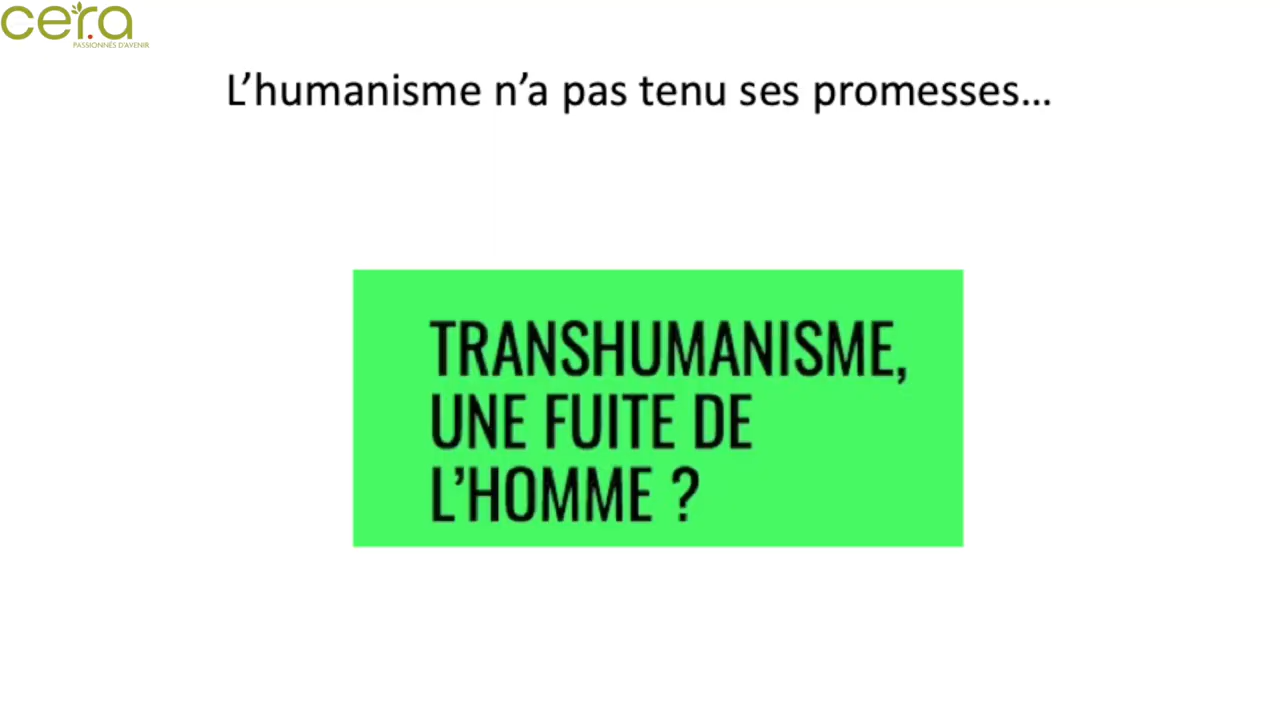 cera
PASSIONNÉS D'AVENIR
L'humanisme n'a pas tenu ses promesses...
TRANSHUMANISME,
UNE FUITE DE
L'HOMME ?